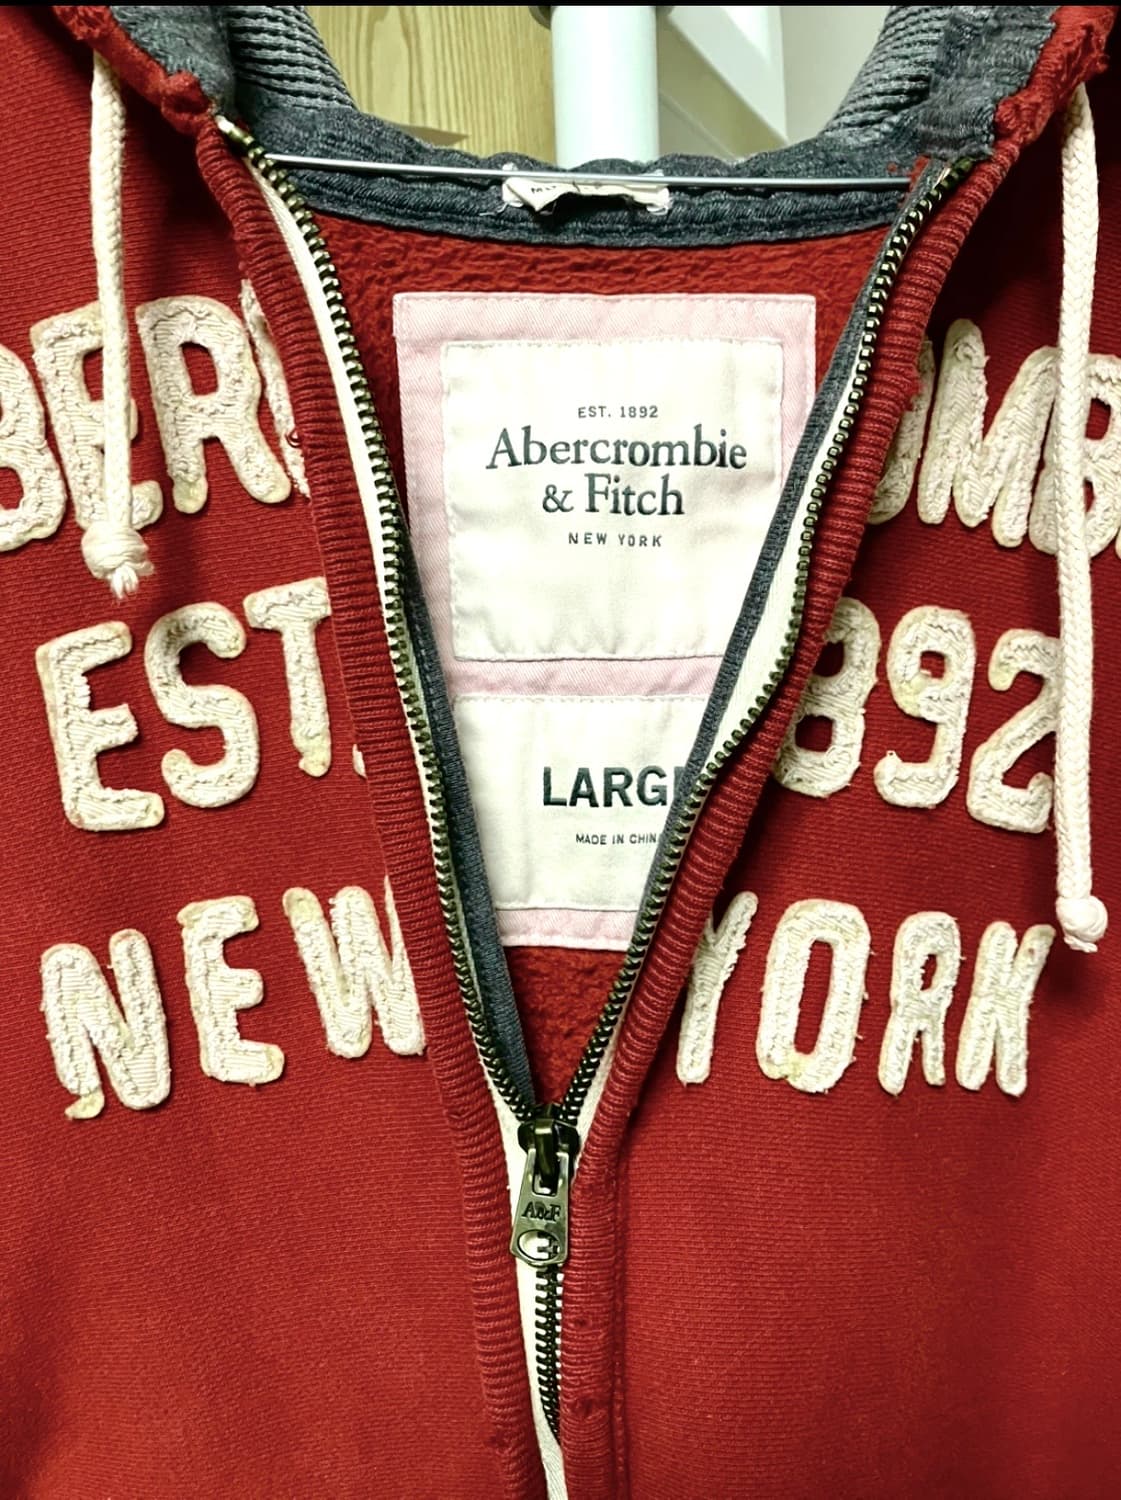 EST. 1892
Abercrombie
& Fitch
NEW YORK
LARG
MADE IN CHIN
BER OMB
EST. 892
NEW YORK
A&F